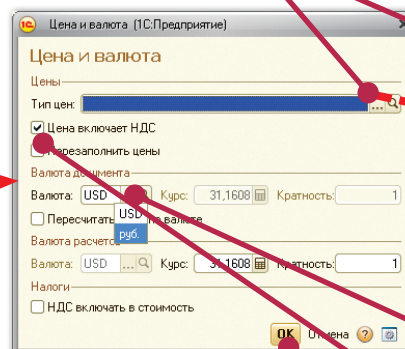 1С Цена и валюта (1С:Предприятие)
Цена и валюта
Цены
Тип цен: ...
Цена включает НДС
Перезаполнить цены
Валюта документа
Валюта: USD Курс: 31,1608 Кратность: 1
Пересчитать по валюте
USD
руб.
Валюта расчетов
Валюта: USD ... Курс: 31,1608 Кратность: 1
Налоги
НДС включать в стоимость
OK Отмена ?